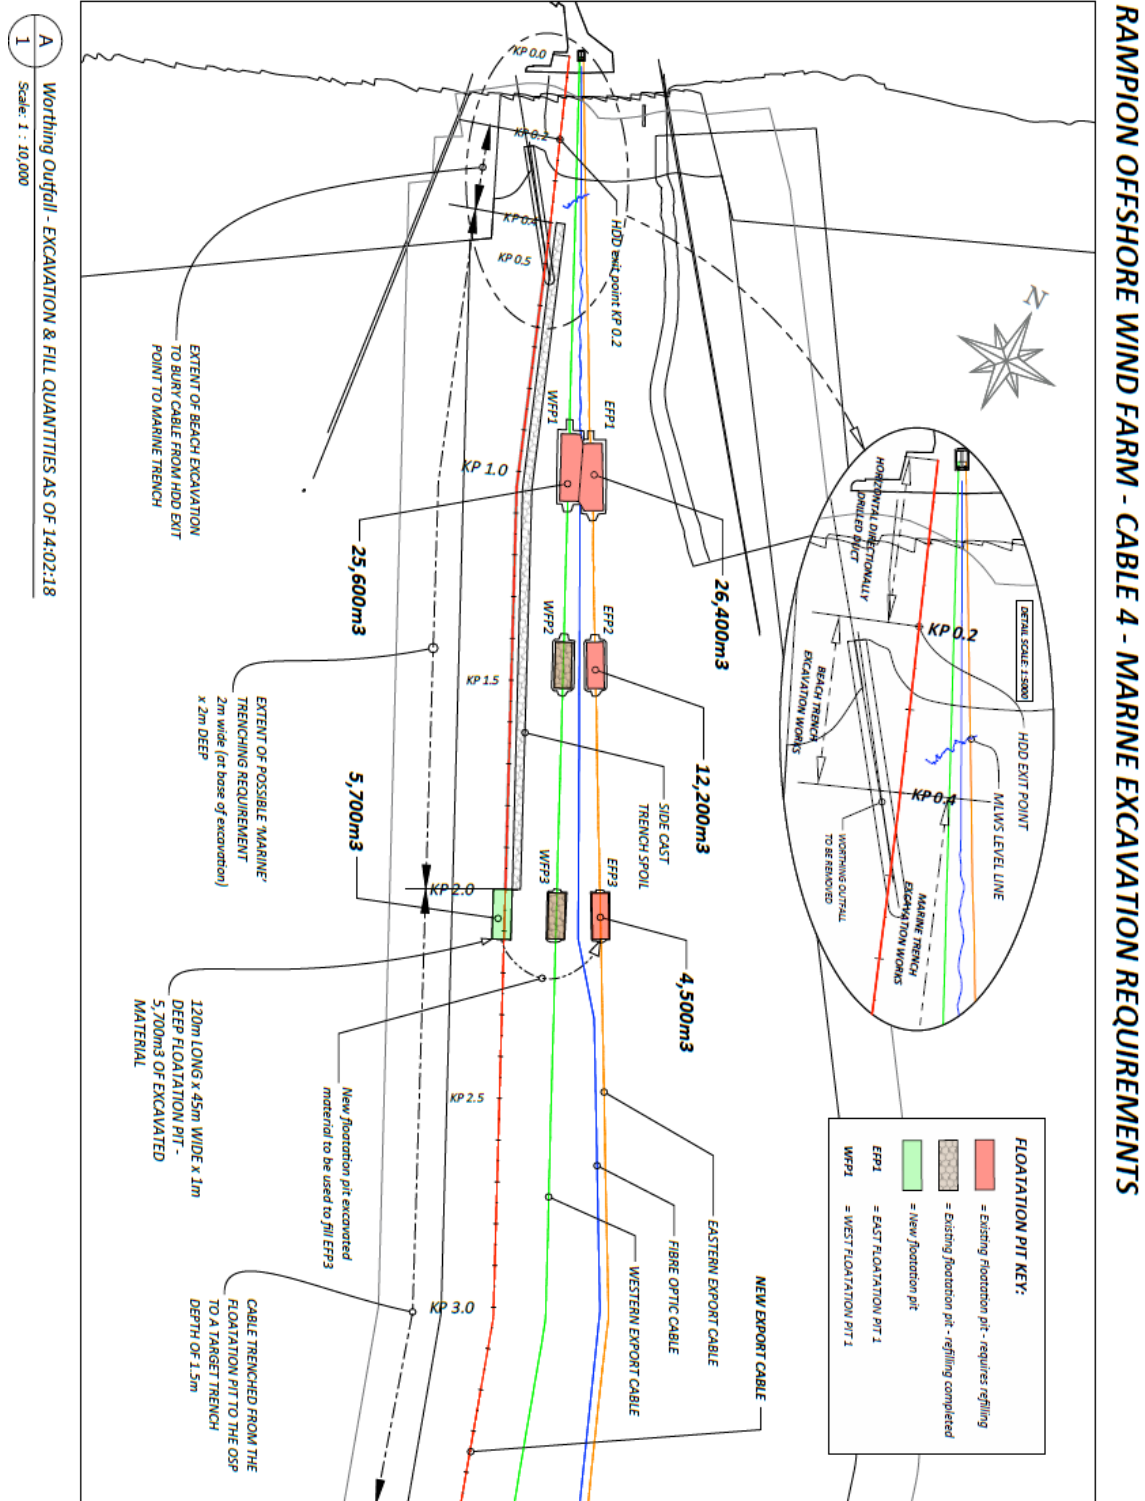 RAMPION OFFSHORE WIND FARM - CABLE 4 - MARINE EXCAVATION REQUIREMENTS
N
KP 0.0
KP 0.2
KP 0.4
KP 0.5
KP 1.0
KP 1.5
KP 2.0
KP 2.5
KP 3.0
HDD exit point KP 0.2
EFP1
WFP1
EFP2
WFP2
EFP3
WFP3
26,400m3
25,600m3
12,200m3
5,700m3
4,500m3
SIDE CAST
TRENCH SPOIL
EXTENT OF BEACH EXCAVATION
TO BURY CABLE FROM HDD EXIT
POINT TO MARINE TRENCH
EXTENT OF POSSIBLE 'MARINE'
TRENCHING REQUIREMENT
2m wide (at base of excavation)
x 2m DEEP
120m LONG x 45m WIDE x 1m
DEEP FLOATATION PIT -
5,700m3 OF EXCAVATED
MATERIAL
New floatation pit excavated
material to be used to fill EFP3
CABLE TRENCHED FROM THE
FLOATATION PIT TO THE OSP
TO A TARGET TRENCH
DEPTH OF 1.5m
EASTERN EXPORT CABLE
FIBRE OPTIC CABLE
WESTERN EXPORT CABLE
NEW EXPORT CABLE
DETAIL SCALE: 1:5000
HORIZONTAL DIRECTIONALLY
DRILLED DUCT
KP 0.2
BEACH TRENCH
EXCAVATION WORKS
HDD EXIT POINT
MLWS LEVEL LINE
KP 0.4
WORTHING OUTFALL
TO BE REMOVED
MARINE TRENCH
EXCAVATION WORKS
FLOATATION PIT KEY:
= Existing Floatation pit - requires refilling
= Existing floatation pit - refilling completed
= New floatation pit
EFP1 = EAST FLOATATION PIT 1
WFP1 = WEST FLOATATION PIT 1
A
1
Worthing Outfall - EXCAVATION & FILL QUANTITIES AS OF 14:02:18
Scale: 1 : 10,000